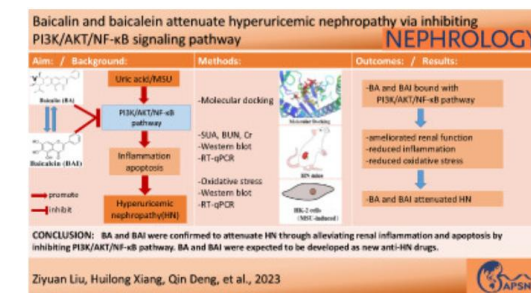 Baicalin and baicalein attenuate hyperuricemic nephropathy via inhibiting
PI3K/AKT/NF-κB signaling pathway
NEPHROLOGY
Aim: / Background:
Baicalin (BA)
Baicalein (BAI)
Uric acid/MSU
PI3K/AKT/NF-κB
pathway
Inflammation
apoptosis
Hyperuricemic
nephropathy(HN)
promote
inhibit
Methods:
-Molecular docking
-SUA, BUN, Cr
-Western blot
-RT-qPCR
-Oxidative stress
-Western blot
-RT-qPCR
Molecular Docking
HN mice
HK-2 cells
(MSU-induced)
Outcomes: / Results:
-BA and BAI bound with
PI3K/AKT/NF-κB pathway
-ameliorated renal function
-reduced inflammation
-reduced oxidative stress
-BA and BAI attenuated HN
CONCLUSION: BA and BAI were confirmed to attenuate HN through alleviating renal inflammation and apoptosis by
inhibiting PI3K/AKT/NF-κB pathway. BA and BAI were expected to be developed as new anti-HN drugs.
Ziyuan Liu, Huilong Xiang, Qin Deng, et al., 2023
APSN